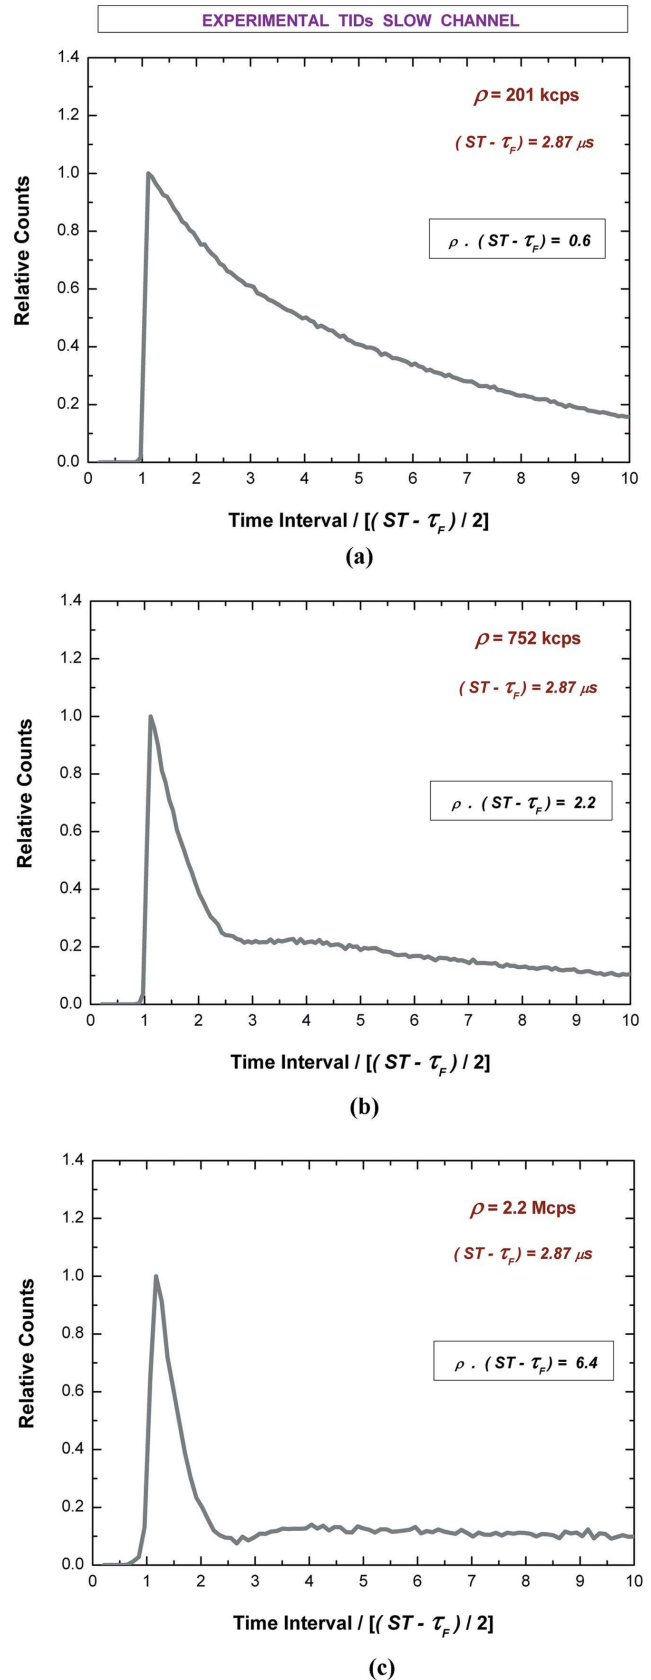 EXPERIMENTAL TIDs SLOW CHANNEL
1.4
1.2
1.0
0.8
0.6
0.4
0.2
0.0
Relative Counts
ρ = 201 kcps
(ST - τF) = 2.87 μs
ρ . (ST - τF) = 0.6
0 1 2 3 4 5 6 7 8 9 10
Time Interval / [(ST - τF) / 2]
(a)
1.4
1.2
1.0
0.8
0.6
0.4
0.2
0.0
Relative Counts
ρ = 752 kcps
(ST - τF) = 2.87 μs
ρ . (ST - τF) = 2.2
0 1 2 3 4 5 6 7 8 9 10
Time Interval / [(ST - τF) / 2]
(b)
1.4
1.2
1.0
0.8
0.6
0.4
0.2
0.0
Relative Counts
ρ = 2.2 Mcps
(ST - τF) = 2.87 μs
ρ . (ST - τF) = 6.4
0 1 2 3 4 5 6 7 8 9 10
Time Interval / [(ST - τF) / 2]
(c)